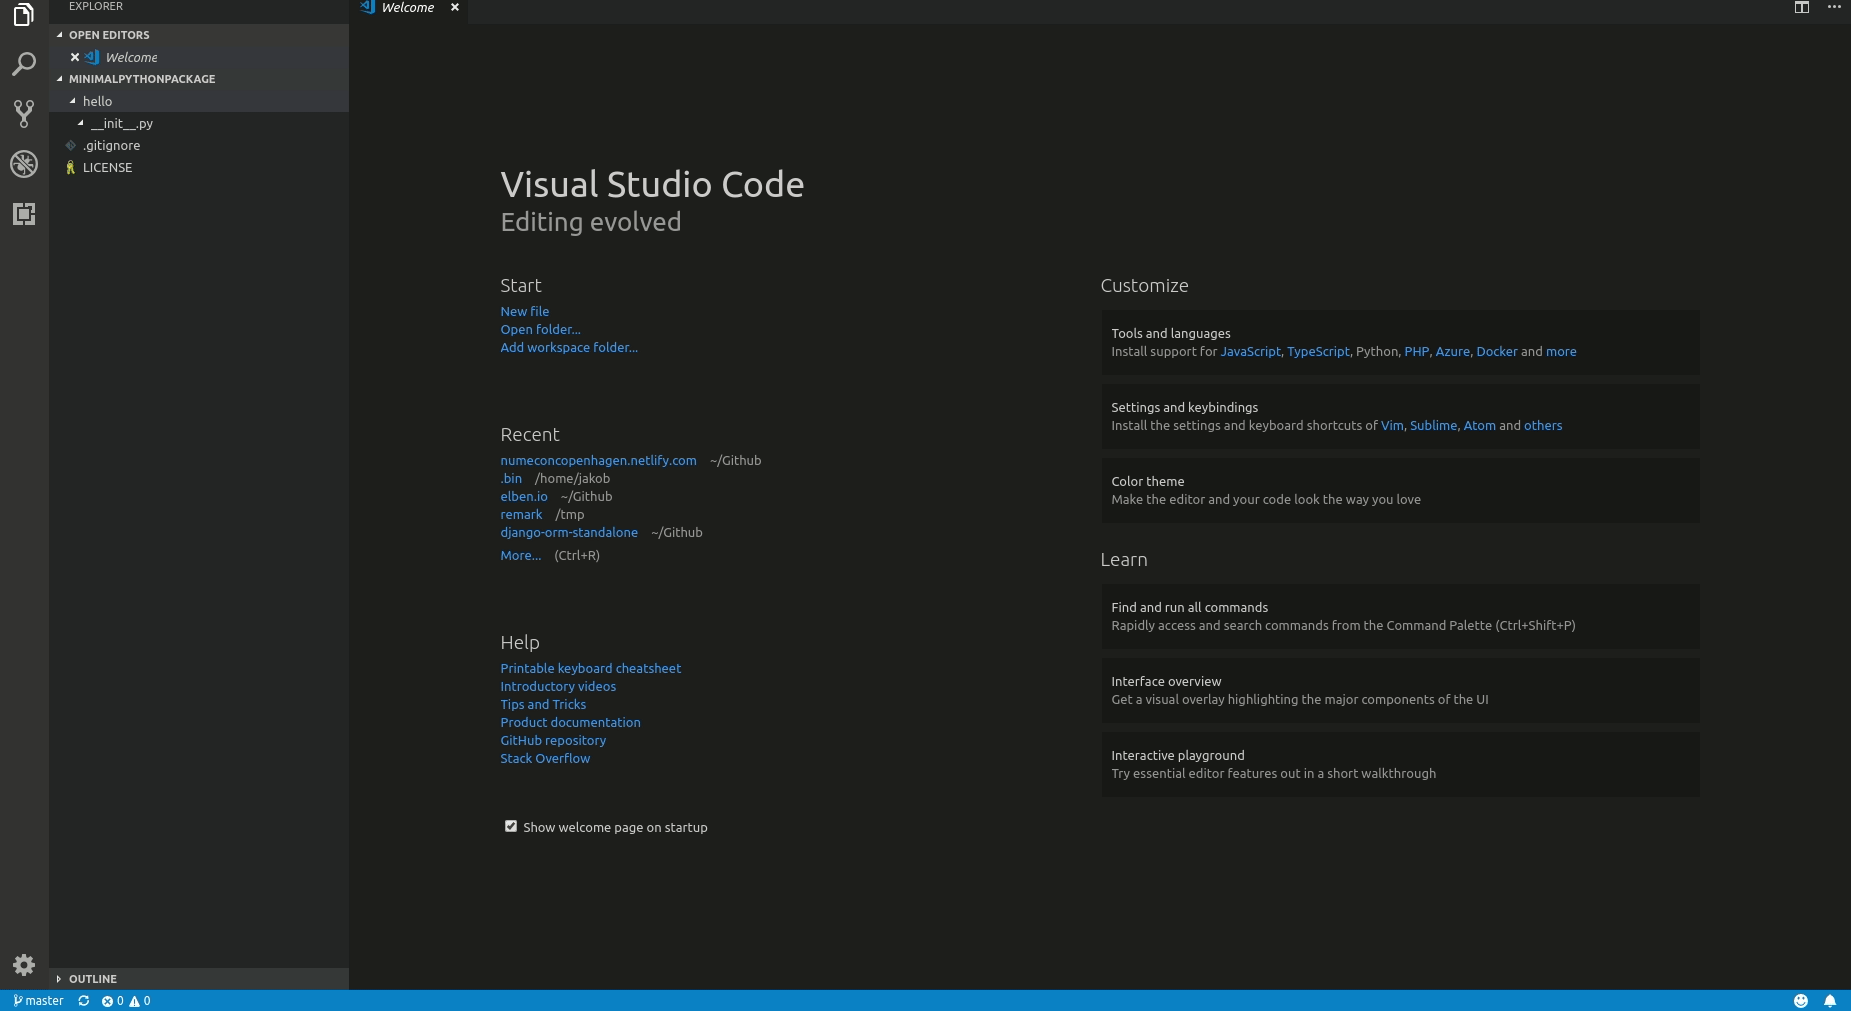 EXPLORER
OPEN EDITORS
Welcome
MINIMALPYTHONPACKAGE
hello
__init__.py
.gitignore
LICENSE
OUTLINE
Welcome
Visual Studio Code
Editing evolved
Start
New file
Open folder...
Add workspace folder...
Recent
numeconcopenhagen.netlify.com ~/Github
.bin /home/jakob
elben.io ~/Github
remark /tmp
django-orm-standalone ~/Github
More... (Ctrl+R)
Help
Printable keyboard cheatsheet
Introductory videos
Tips and Tricks
Product documentation
GitHub repository
Stack Overflow
Show welcome page on startup
Customize
Tools and languages
Install support for JavaScript, TypeScript, Python, PHP, Azure, Docker and more
Settings and keybindings
Install the settings and keyboard shortcuts of Vim, Sublime, Atom and others
Color theme
Make the editor and your code look the way you love
Learn
Find and run all commands
Rapidly access and search commands from the Command Palette (Ctrl+Shift+P)
Interface overview
Get a visual overlay highlighting the major components of the UI
Interactive playground
Try essential editor features out in a short walkthrough
master 0 0